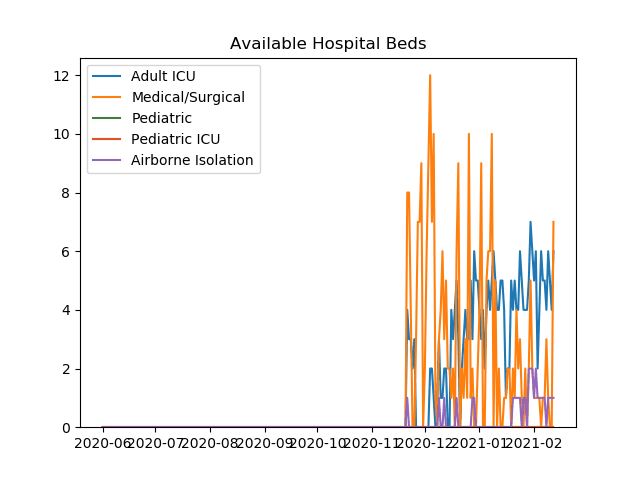 Available Hospital Beds
12
10
8
6
4
2
0
Adult ICU
Medical/Surgical
Pediatric
Pediatric ICU
Airborne Isolation
2020-06 2020-07 2020-08 2020-09 2020-10 2020-11 2020-12 2021-01 2021-02